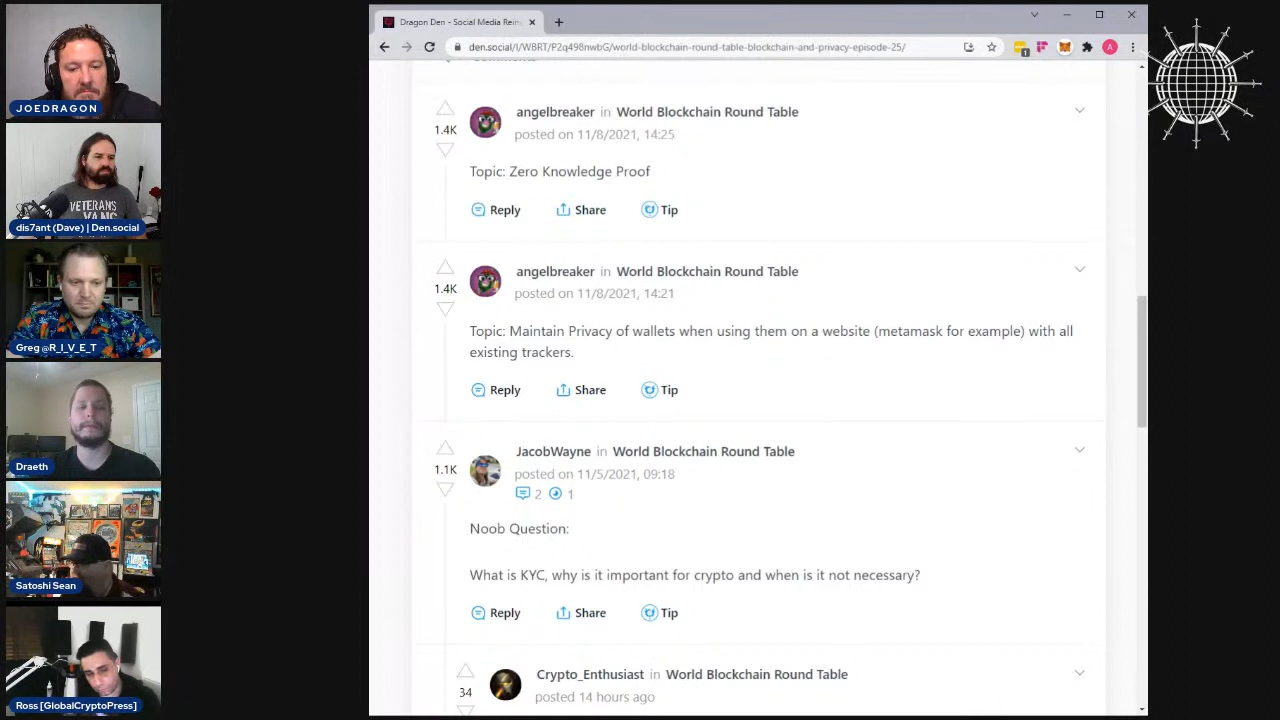 JOEDRAGON
VETERANS
dis7ant (Dave) | Den.social
Greg @R_I_V_E_T
Draeth
Satoshi Sean
Ross [GlobalCryptoPress]
Dragon Den - Social Media Rein
den.social/l/WBRT/P2q498nwbG/world-blockchain-round-table-blockchain-and-privacy-episode-25/
1
A
1.4K
angelbreaker in World Blockchain Round Table
posted on 11/8/2021, 14:25
Topic: Zero Knowledge Proof
Reply Share Tip
1.4K
angelbreaker in World Blockchain Round Table
posted on 11/8/2021, 14:21
Topic: Maintain Privacy of wallets when using them on a website (metamask for example) with all
existing trackers.
Reply Share Tip
1.1K
JacobWayne in World Blockchain Round Table
posted on 11/5/2021, 09:18
2 1
Noob Question:
What is KYC, why is it important for crypto and when is it not necessary?
Reply Share Tip
34
Crypto_Enthusiast in World Blockchain Round Table
posted 14 hours ago